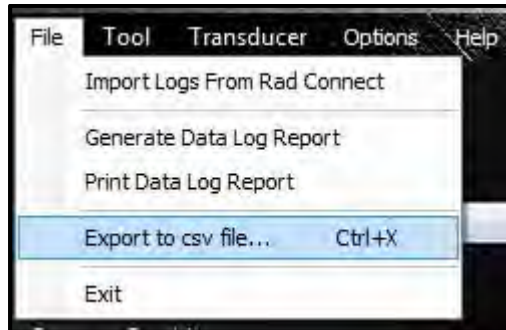 File Tool Transducer Options Help
Import Logs From Rad Connect
Generate Data Log Report
Print Data Log Report
Export to csv file... Ctrl+X
Exit